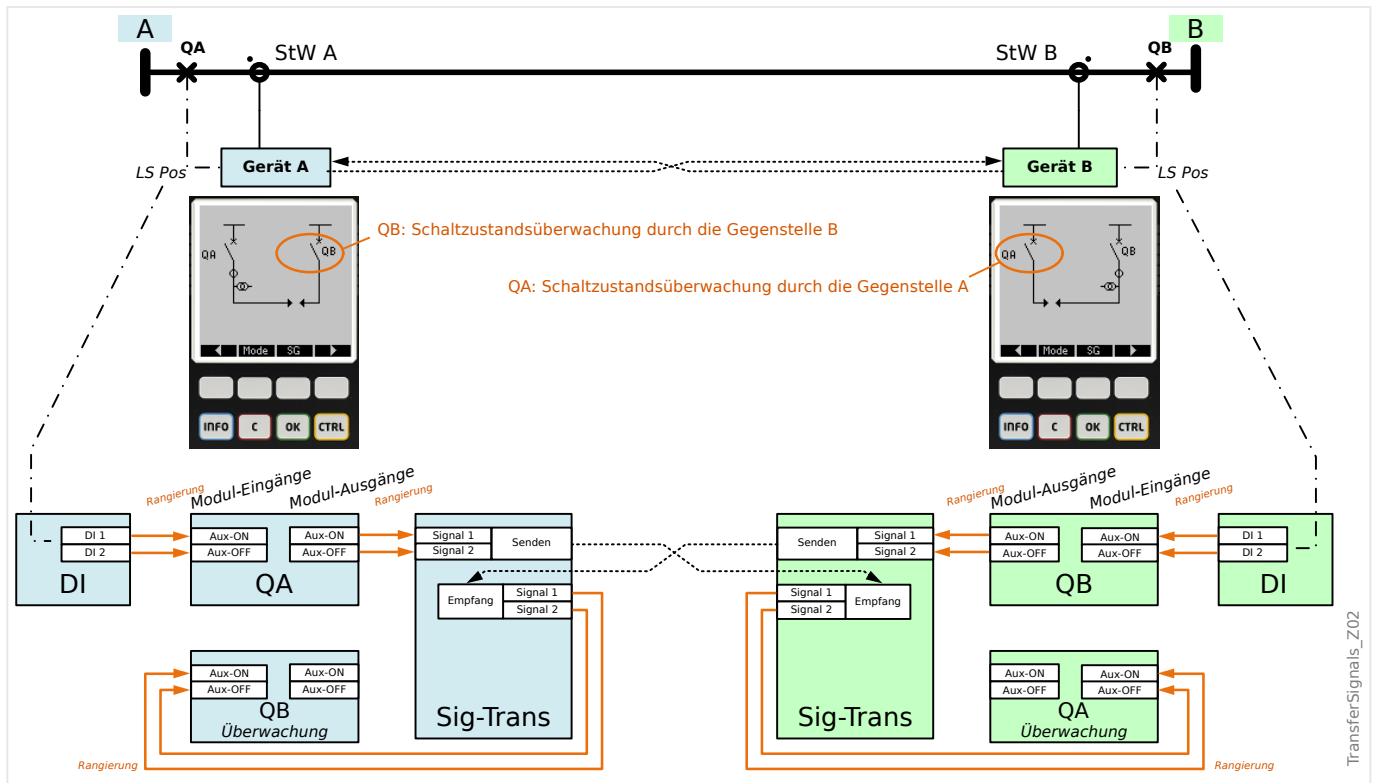 A
B
QA
StW A
StW B
QB
LS Pos
Gerät A
Gerät B
LS Pos
QB: Schaltzustandsüberwachung durch die Gegenstelle B
QA: Schaltzustandsüberwachung durch die Gegenstelle A
QA
QB
Mode
SG
INFO
C
OK
CTRL
QA
QB
Mode
SG
INFO
C
OK
CTRL
Rangierung
Modul-Eingänge
Modul-Ausgänge
Rangierung
Rangierung
Modul-Ausgänge
Modul-Eingänge
Rangierung
DI 1
DI 2
DI
Aux-ON
Aux-OFF
Aux-ON
Aux-OFF
QA
Signal 1
Signal 2
Senden
Empfang
Signal 1
Signal 2
Sig-Trans
Senden
Signal 1
Signal 2
Signal 1
Signal 2
Empfang
Sig-Trans
Aux-ON
Aux-OFF
Aux-ON
Aux-OFF
QB
DI 1
DI 2
DI
Aux-ON
Aux-OFF
Aux-ON
Aux-OFF
QB
Überwachung
Aux-ON
Aux-OFF
Aux-ON
Aux-OFF
QA
Überwachung
Rangierung
Rangierung
TransferSignals_Z02